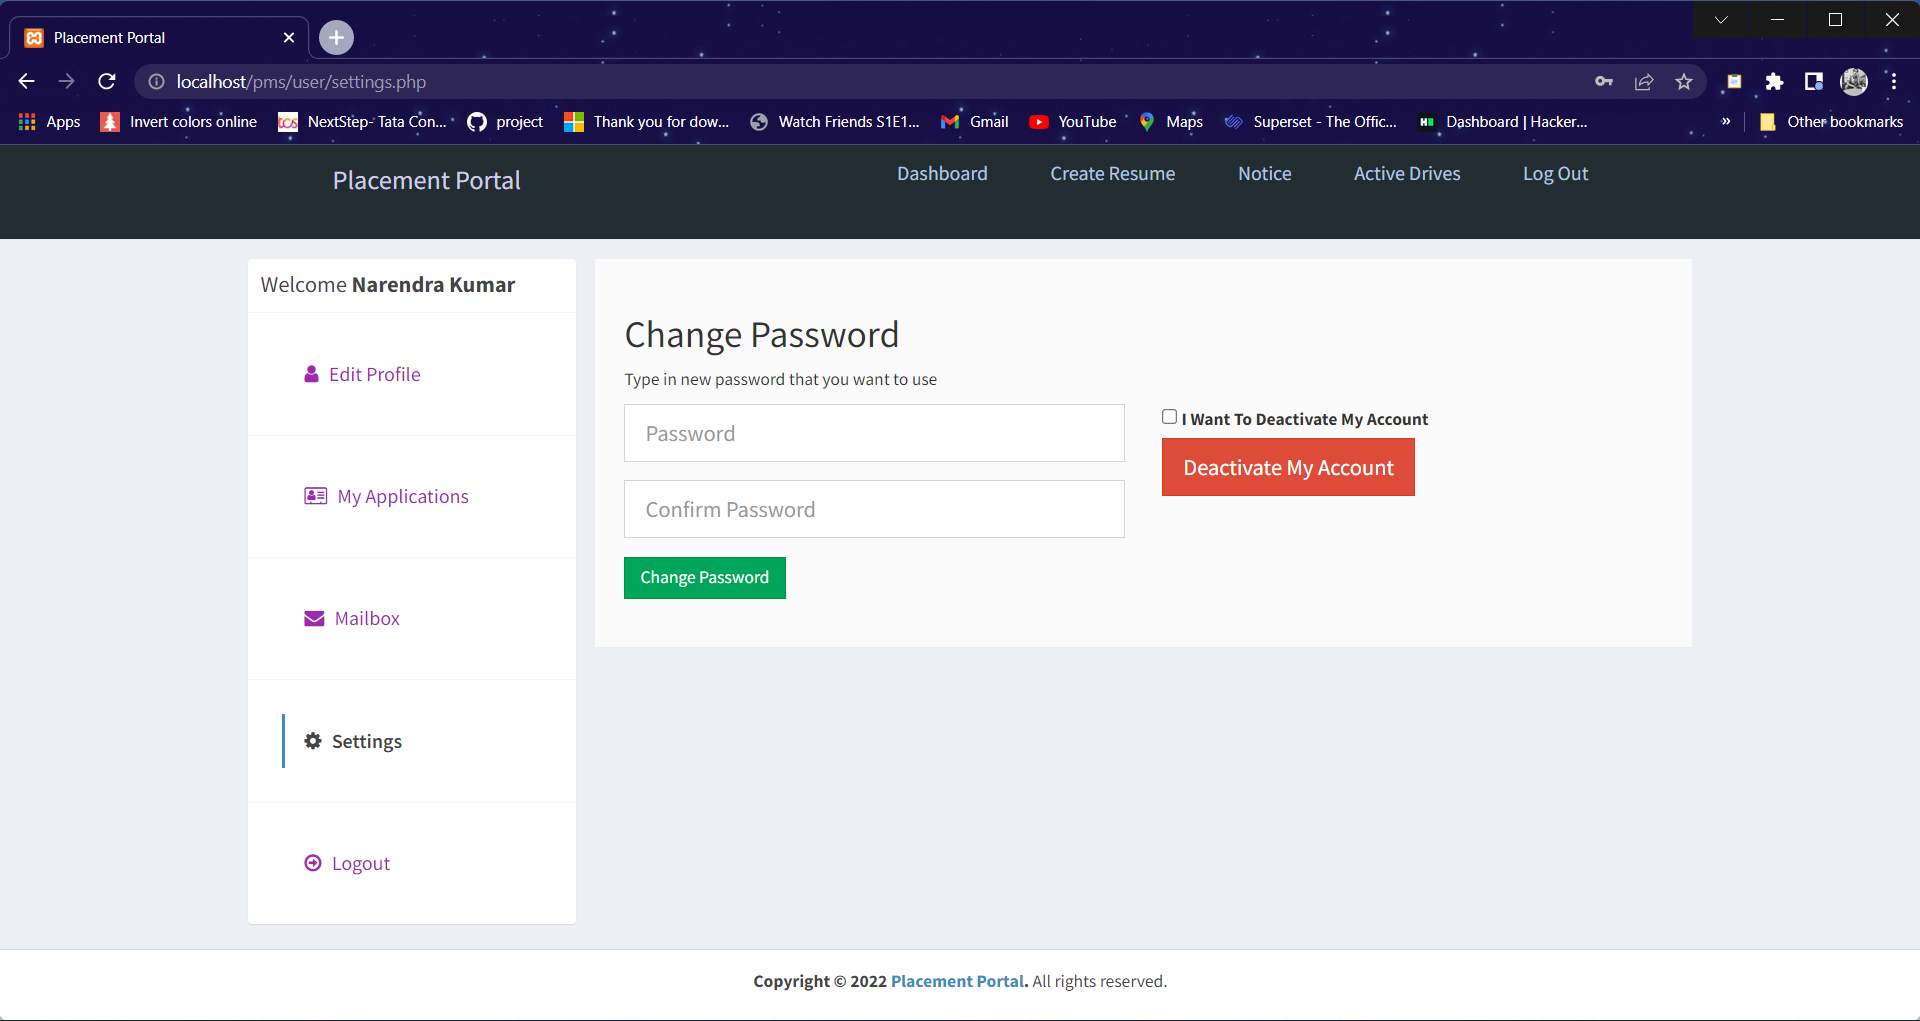 Placement Portal
localhost/pms/user/settings.php
Apps Invert colors online NextStep- Tata Con... project Thank you for dow... Watch Friends S1E1... Gmail YouTube Maps Superset - The Offic... Dashboard | Hacker... » Other bookmarks
Placement Portal Dashboard Create Resume Notice Active Drives Log Out
Welcome Narendra Kumar
Edit Profile
My Applications
Mailbox
Settings
Logout
Change Password
Type in new password that you want to use
Password
Confirm Password
Change Password
I Want To Deactivate My Account
Deactivate My Account
Copyright © 2022 Placement Portal. All rights reserved.